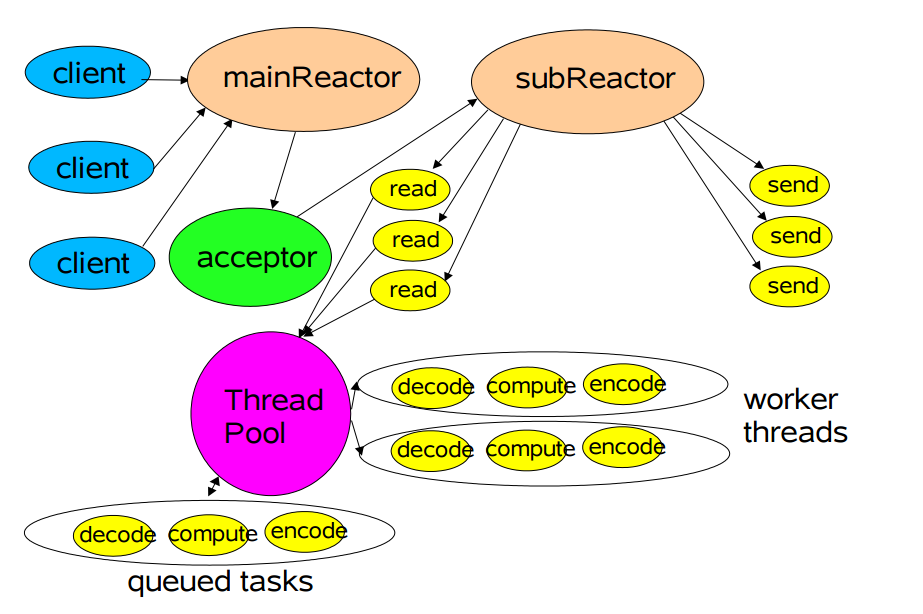 client
mainReactor
subReactor
client
read
send
client
acceptor
read
send
read
send
Thread
Pool
decode compute encode
worker
threads
decode compute encode
decode compute encode
queued tasks